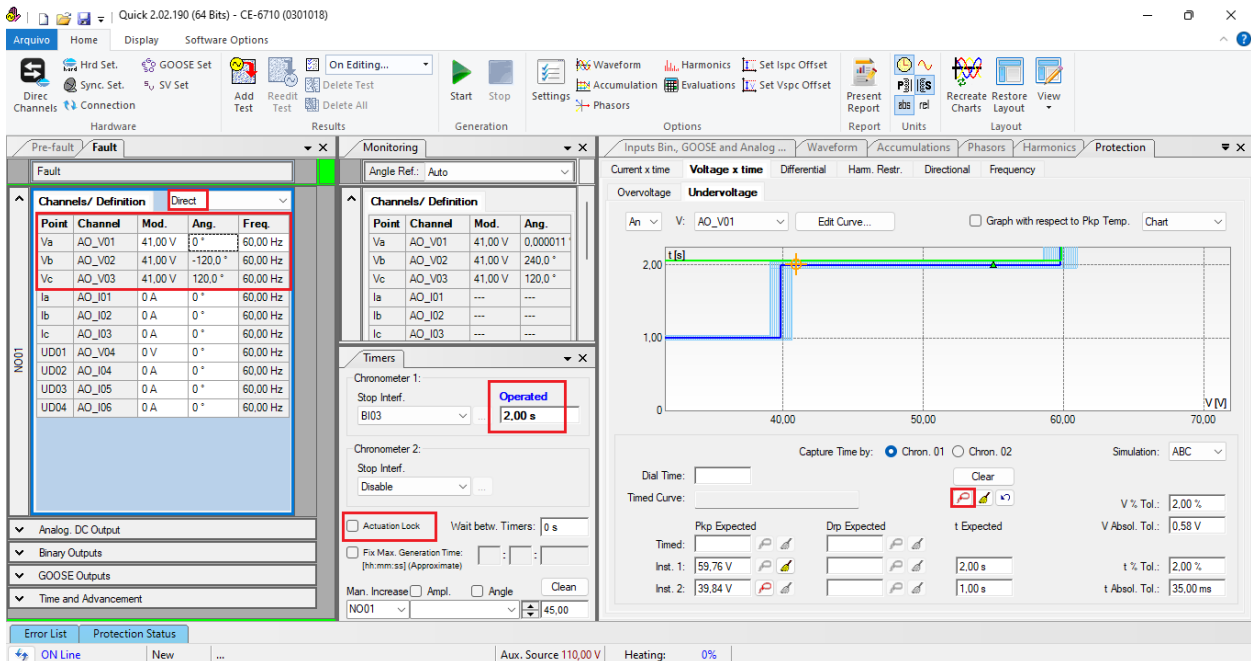 Quick 2.02.190 (64 Bits) - CE-6710 (0301018)
Arquivo Home Display Software Options
Direc Channels
Hrd Set.
Sync. Set.
Connection
GOOSE Set
SV Set
Hardware
Add Test
Reedit Test
On Editing...
Delete Test
Delete All
Results
Start
Stop
Generation
Settings
Waveform
Accumulation
Phasors
Harmonics
Evaluations
Set Ispc Offset
Set Vspc Offset
Options
Present Report
Report
abs rel
Units
Recreate Charts
Restore Layout
View
Layout
Pre-fault Fault
Fault
Channels/ Definition Direct
Point Channel Mod. Ang. Freq.
Va AO_V01 41,00 V 0 ° 60,00 Hz
Vb AO_V02 41,00 V -120,0 ° 60,00 Hz
Vc AO_V03 41,00 V 120,0 ° 60,00 Hz
Ia AO_I01 0 A 0 ° 60,00 Hz
Ib AO_I02 0 A 0 ° 60,00 Hz
Ic AO_I03 0 A 0 ° 60,00 Hz
UD01 AO_V04 0 V 0 ° 60,00 Hz
UD02 AO_I04 0 A 0 ° 60,00 Hz
UD03 AO_I05 0 A 0 ° 60,00 Hz
UD04 AO_I06 0 A 0 ° 60,00 Hz
NO01
Analog. DC Output
Binary Outputs
GOOSE Outputs
Time and Advancement
Monitoring
Angle Ref.: Auto
Channels/ Definition
Point Channel Mod. Ang.
Va AO_V01 41,00 V 0,000011 °
Vb AO_V02 41,00 V 240,0 °
Vc AO_V03 41,00 V 120,0 °
Ia AO_I01 --- ---
Ib AO_I02 --- ---
Ic AO_I03 --- ---
Timers
Chronometer 1:
Stop Interf. Operated
BI03 ... 2,00 s
Chronometer 2:
Stop Interf.
Disable ...
Actuation Lock Wait betw. Timers: 0 s
Fix Max. Generation Time: : :
[hh:mm:ss] (Approximate)
Man. Increase Ampl. Angle Clean
NO01 45,00
Inputs Bin., GOOSE and Analog ... Waveform Accumulations Phasors Harmonics Protection
Current x time Voltage x time Differential Harm. Restr. Directional Frequency
Overvoltage Undervoltage
An V: AO_V01 Edit Curve... Graph with respect to Pkp Temp. Chart
t [s]
2,00
1,00
0
V [V]
40,00 50,00 60,00 70,00
Capture Time by: Chron. 01 Chron. 02 Simulation: ABC
Dial Time: Clear
Timed Curve: V % Tol.: 2,00 %
Pkp Expected Drp Expected t Expected V Absol. Tol.: 0,58 V
Timed:
Inst. 1: 59,76 V 2,00 s t % Tol.: 2,00 %
Inst. 2: 39,84 V 1,00 s t Absol. Tol.: 35,00 ms
Error List Protection Status
ON Line New ... Aux. Source 110,00 V Heating: 0%